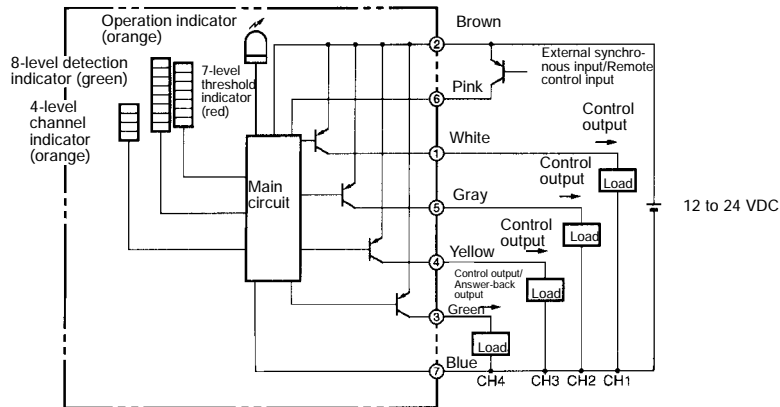 Operation indicator
(orange)
8-level detection
indicator (green)
7-level
threshold
indicator
(red)
4-level
channel
indicator
(orange)
Main
circuit
Brown
2
External synchro-
nous input/Remote
control input
Pink
6
Control
output
White
1
Load
Control
output
Gray
5
Load
12 to 24 VDC
Control
output
Yellow
4
Load
Control output/
Answer-back
output
3
Green
Load
Blue
7
CH4 CH3 CH2 CH1